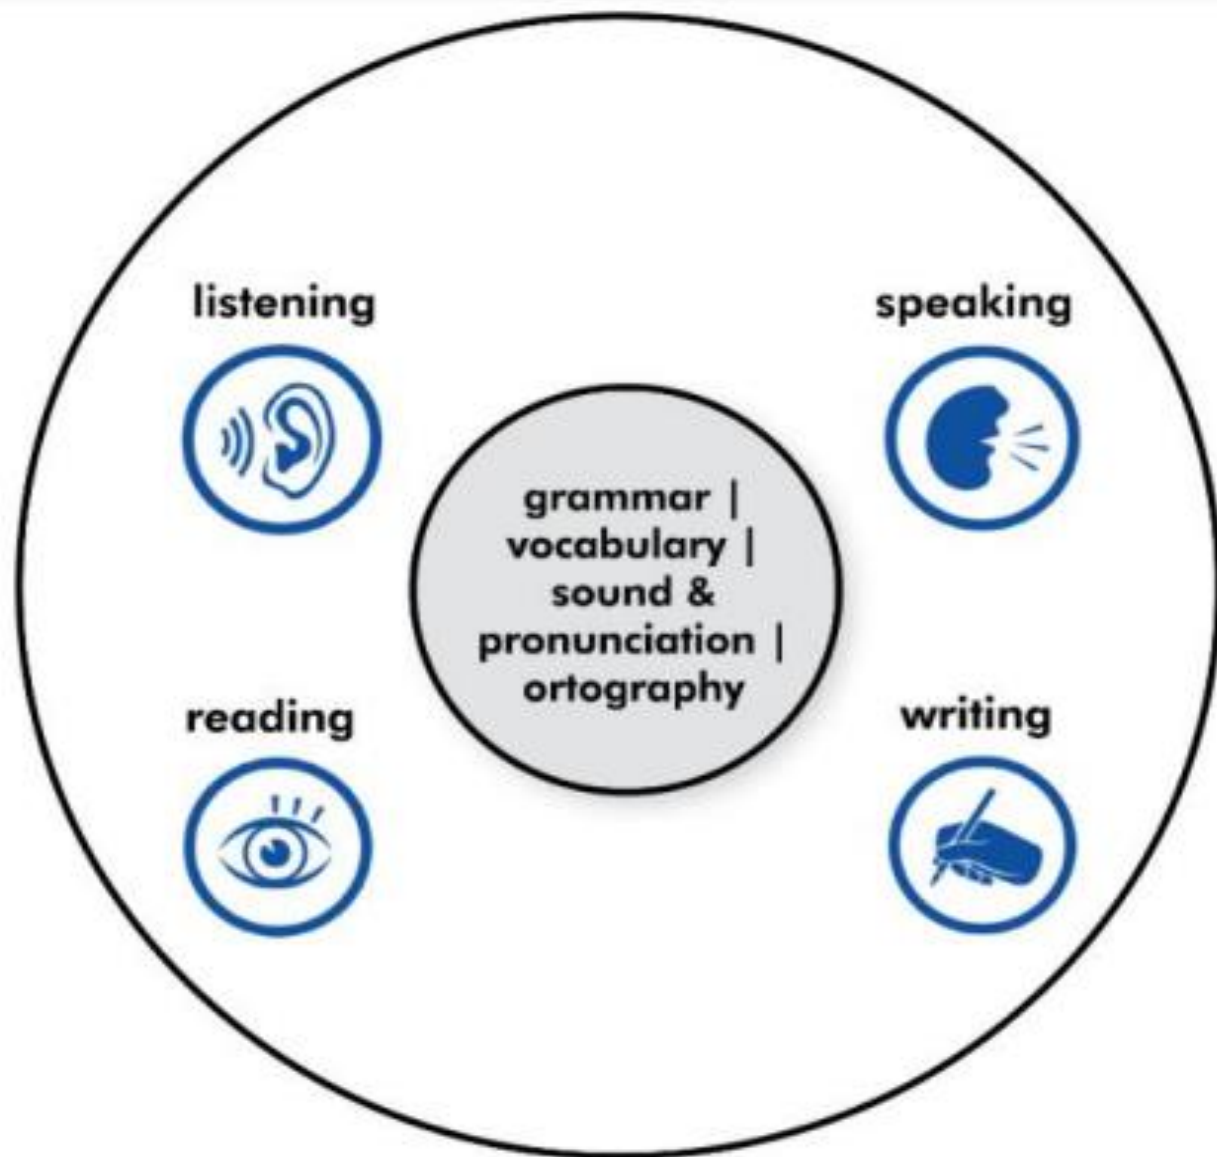 listening
speaking
grammar |
vocabulary |
sound &
pronunciation |
ortography
reading
writing